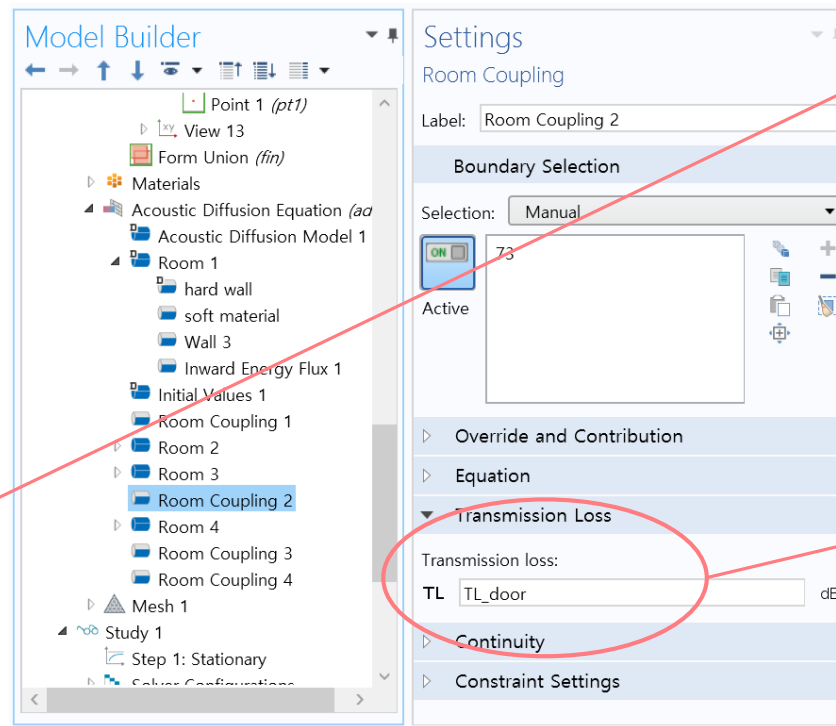 Model Builder
Point 1 (pt1)
View 13
Form Union (fin)
Materials
Acoustic Diffusion Equation (ad
Acoustic Diffusion Model 1
Room 1
hard wall
soft material
Wall 3
Inward Energy Flux 1
Initial Values 1
Room Coupling 1
Room 2
Room 3
Room Coupling 2
Room 4
Room Coupling 3
Room Coupling 4
Mesh 1
Study 1
Step 1: Stationary
Solver Configurations
Settings
Room Coupling
Label: Room Coupling 2
Boundary Selection
Selection: Manual
ON
73
Active
Override and Contribution
Equation
Transmission Loss
Transmission loss:
TL TL_door dB
Continuity
Constraint Settings